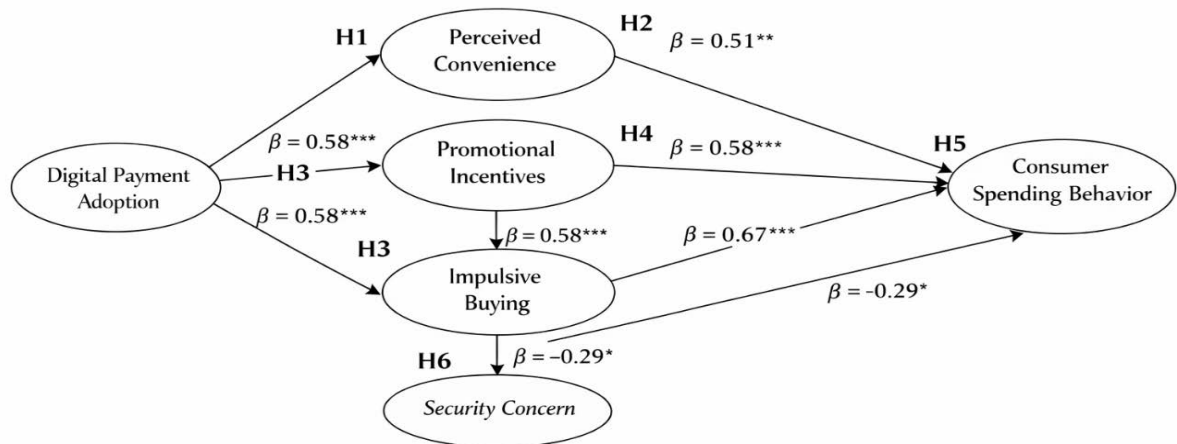 H1
Perceived
Convenience
H2
β = 0.51**
β = 0.58***
Digital Payment
Adoption
H3
Promotional
Incentives
H4
β = 0.58***
H5
Consumer
Spending Behavior
β = 0.58***
β = 0.58***
β = 0.67***
H3
Impulsive
Buying
β = -0.29*
H6
β = –0.29*
Security Concern